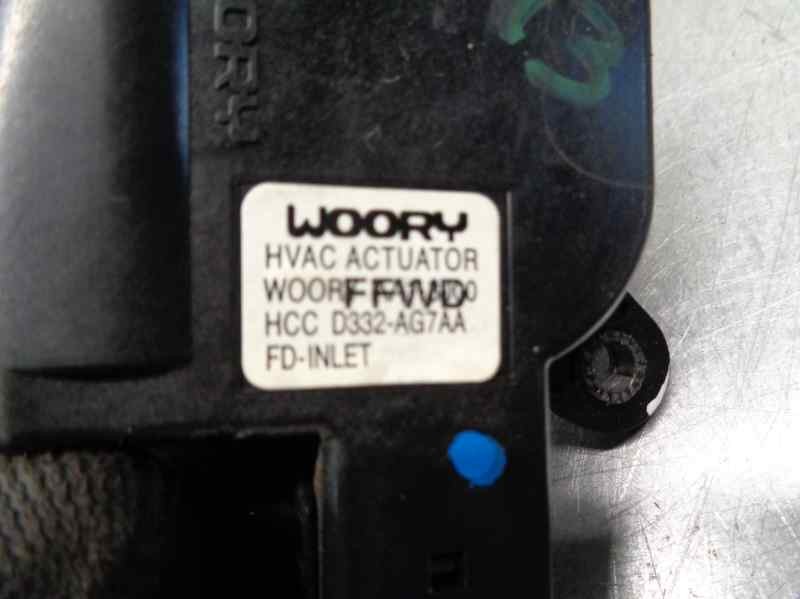 WOORY
HVAC ACTUATOR
FFWD
HCC D332-AG7AA
FD-INLET